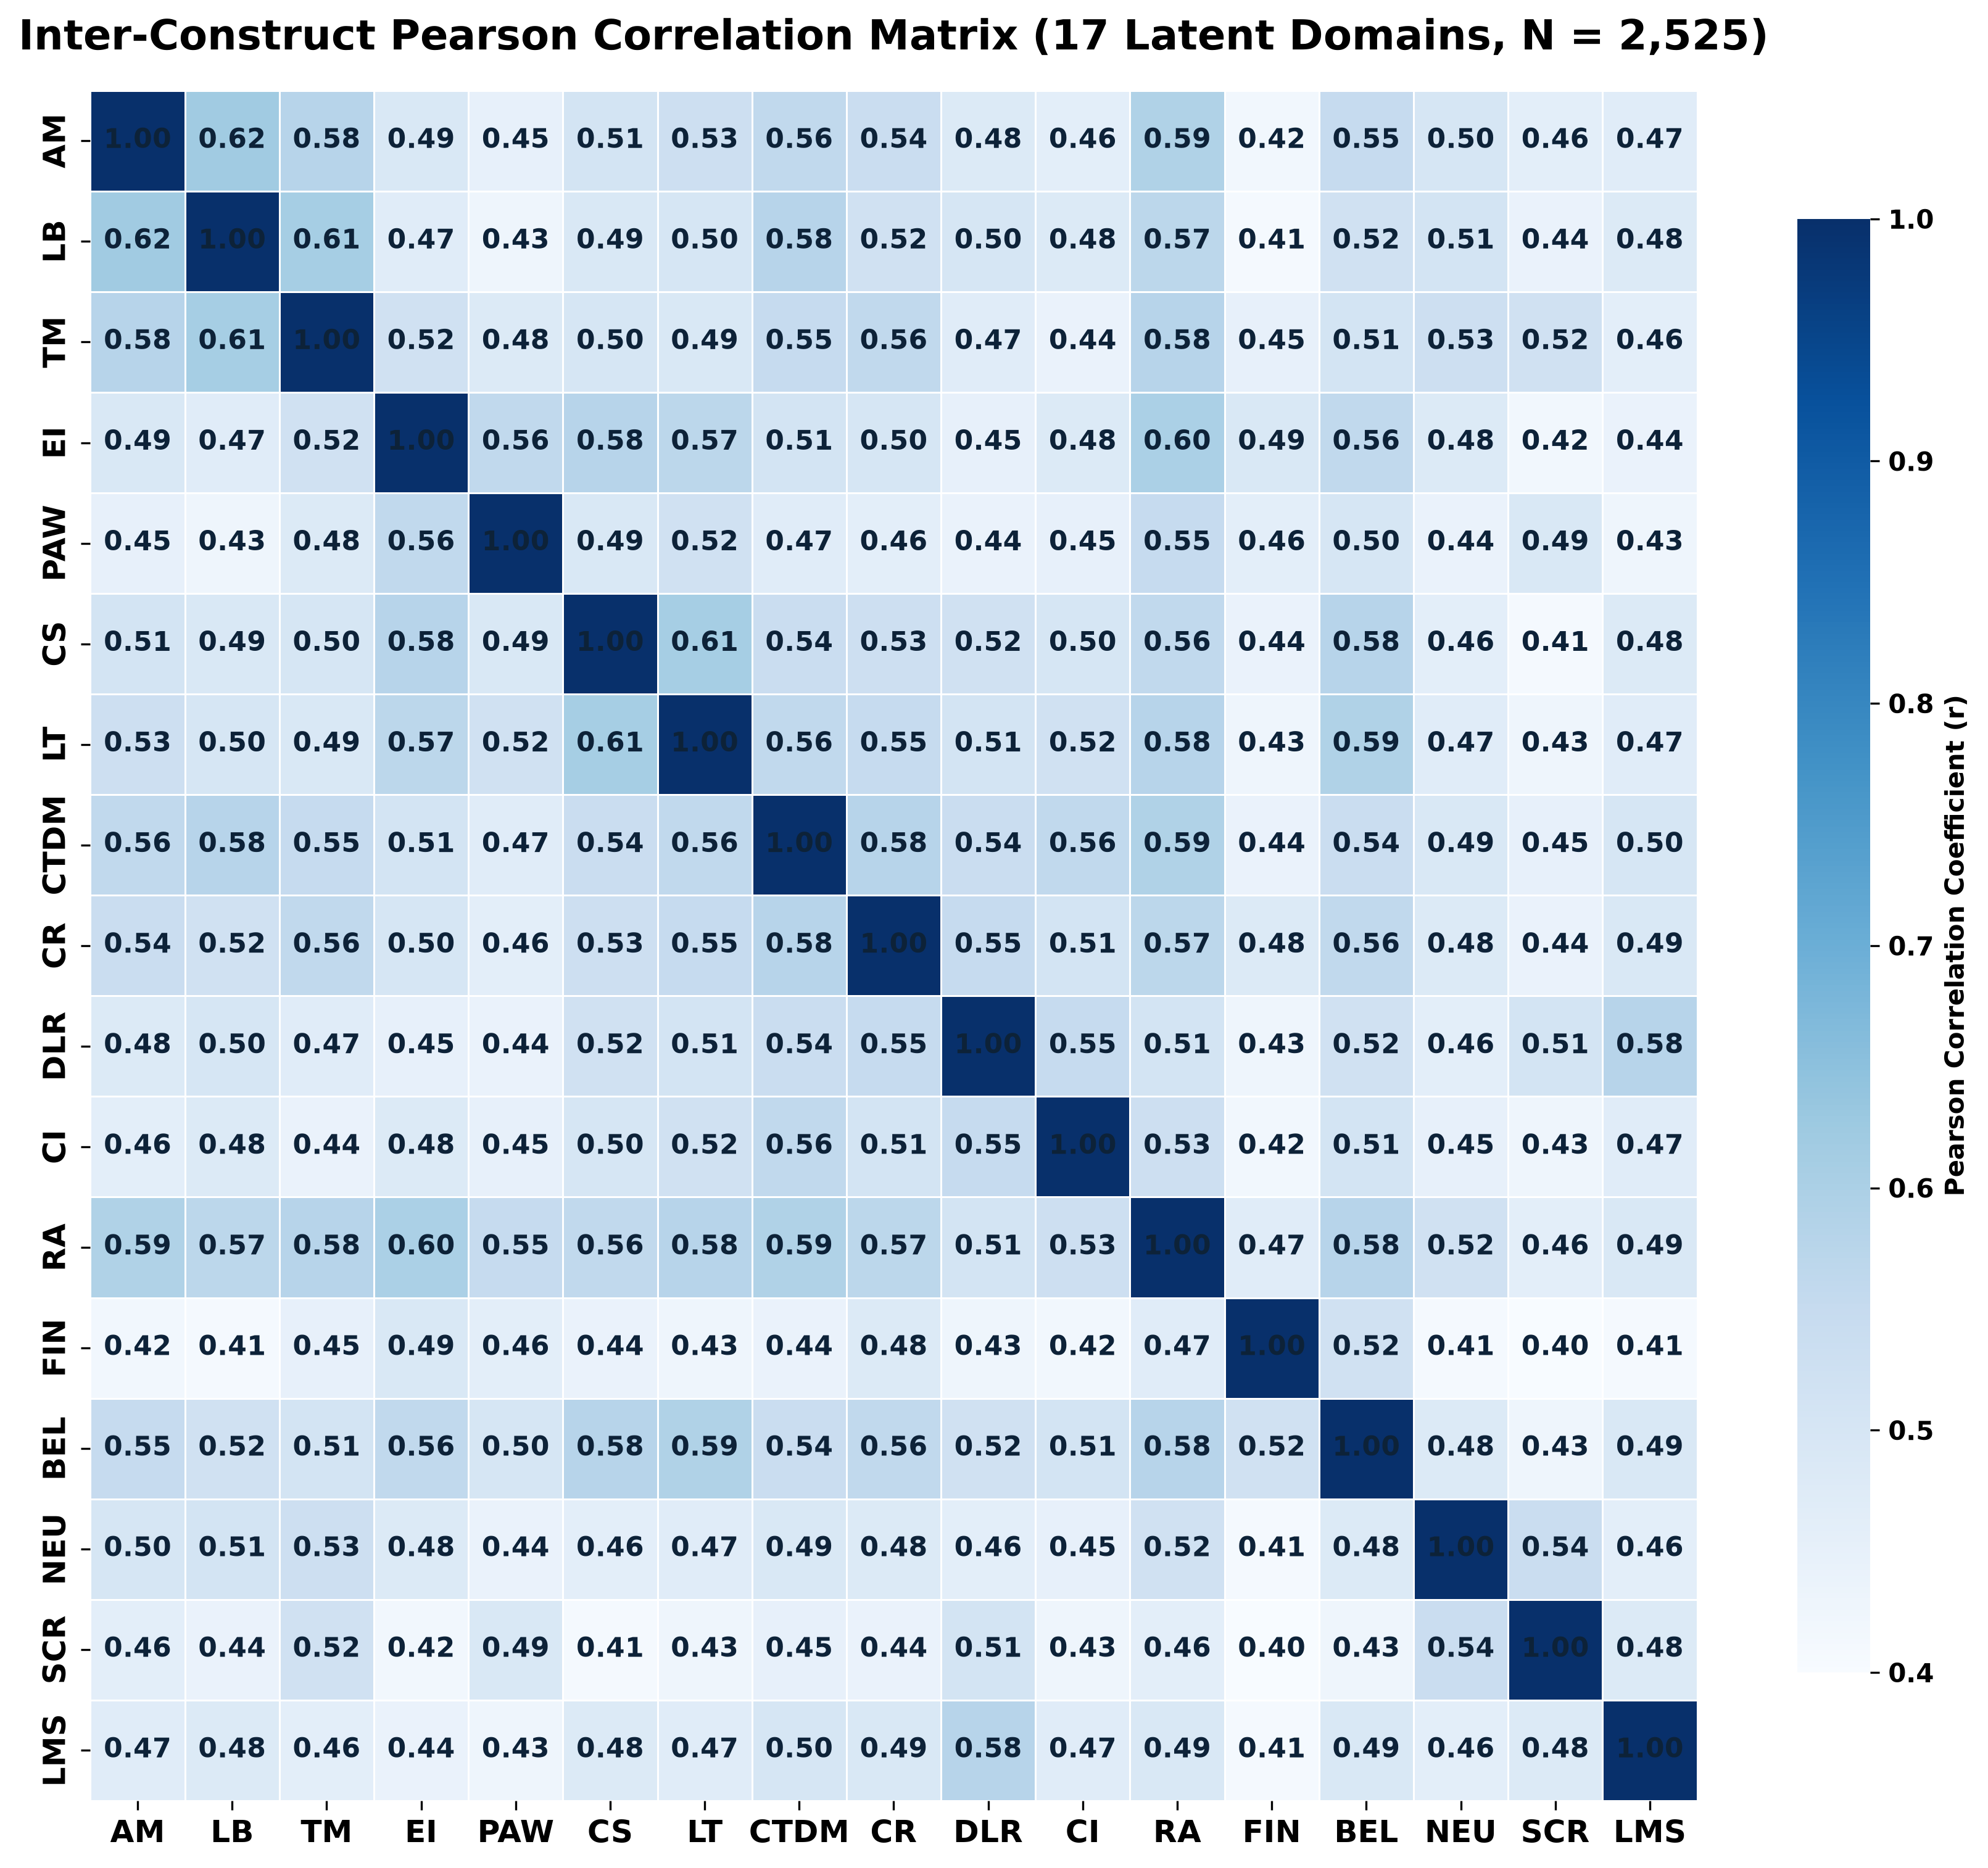 Inter-Construct Pearson Correlation Matrix (17 Latent Domains, N = 2,525)
AM 1.00 0.62 0.58 0.49 0.45 0.51 0.53 0.56 0.54 0.48 0.46 0.59 0.42 0.55 0.50 0.46 0.47
LB 0.62 1.00 0.61 0.47 0.43 0.49 0.50 0.58 0.52 0.50 0.48 0.57 0.41 0.52 0.51 0.44 0.48
TM 0.58 0.61 1.00 0.52 0.48 0.50 0.49 0.55 0.56 0.47 0.44 0.58 0.45 0.51 0.53 0.52 0.46
EI 0.49 0.47 0.52 1.00 0.56 0.58 0.57 0.51 0.50 0.45 0.48 0.60 0.49 0.56 0.48 0.42 0.44
PAW 0.45 0.43 0.48 0.56 1.00 0.49 0.52 0.47 0.46 0.44 0.45 0.55 0.46 0.50 0.44 0.49 0.43
CS 0.51 0.49 0.50 0.58 0.49 1.00 0.61 0.54 0.53 0.52 0.50 0.56 0.44 0.58 0.46 0.41 0.48
LT 0.53 0.50 0.49 0.57 0.52 0.61 1.00 0.56 0.55 0.51 0.52 0.58 0.43 0.59 0.47 0.43 0.47
CTDM 0.56 0.58 0.55 0.51 0.47 0.54 0.56 1.00 0.58 0.54 0.56 0.59 0.44 0.54 0.49 0.45 0.50
CR 0.54 0.52 0.56 0.50 0.46 0.53 0.55 0.58 1.00 0.55 0.51 0.57 0.48 0.56 0.48 0.44 0.49
DLR 0.48 0.50 0.47 0.45 0.44 0.52 0.51 0.54 0.55 1.00 0.55 0.51 0.43 0.52 0.46 0.51 0.58
CI 0.46 0.48 0.44 0.48 0.45 0.50 0.52 0.56 0.51 0.55 1.00 0.53 0.42 0.51 0.45 0.43 0.47
RA 0.59 0.57 0.58 0.60 0.55 0.56 0.58 0.59 0.57 0.51 0.53 1.00 0.47 0.58 0.52 0.46 0.49
FIN 0.42 0.41 0.45 0.49 0.46 0.44 0.43 0.44 0.48 0.43 0.42 0.47 1.00 0.52 0.41 0.40 0.41
BEL 0.55 0.52 0.51 0.56 0.50 0.58 0.59 0.54 0.56 0.52 0.51 0.58 0.52 1.00 0.48 0.43 0.49
NEU 0.50 0.51 0.53 0.48 0.44 0.46 0.47 0.49 0.48 0.46 0.45 0.52 0.41 0.48 1.00 0.54 0.46
SCR 0.46 0.44 0.52 0.42 0.49 0.41 0.43 0.45 0.44 0.51 0.43 0.46 0.40 0.43 0.54 1.00 0.48
LMS 0.47 0.48 0.46 0.44 0.43 0.48 0.47 0.50 0.49 0.58 0.47 0.49 0.41 0.49 0.46 0.48 1.00
AM LB TM EI PAW CS LT CTDM CR DLR CI RA FIN BEL NEU SCR LMS
1.0
0.9
0.8
0.7
0.6
0.5
0.4
Pearson Correlation Coefficient (r)